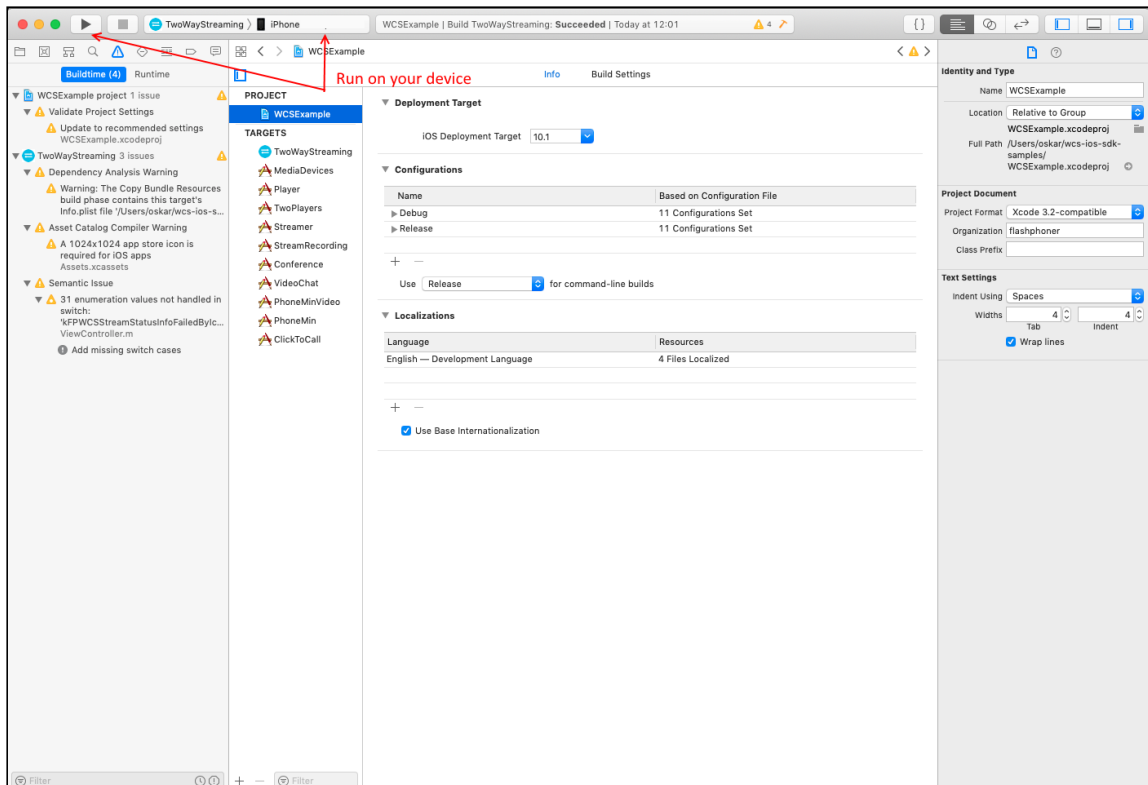 TwoWayStreaming 〉 iPhone
WCSExample | Build TwoWayStreaming: Succeeded | Today at 12:01
4
{ }
WCSExample
Buildtime (4)
Runtime
Info
Build Settings
Run on your device
WCSExample project 1 issue
Validate Project Settings
Update to recommended settings
WCSExample.xcodeproj
TwoWayStreaming 3 issues
Dependency Analysis Warning
Warning: The Copy Bundle Resources
build phase contains this target's
Info.plist file '/Users/oskar/wcs-ios-s...
Asset Catalog Compiler Warning
A 1024x1024 app store icon is
required for iOS apps
Assets.xcassets
Semantic Issue
31 enumeration values not handled in
switch:
'kFPWCSStreamStatusInfoFailedByIc...
ViewController.m
Add missing switch cases
Filter
PROJECT
WCSExample
TARGETS
TwoWayStreaming
MediaDevices
Player
TwoPlayers
Streamer
StreamRecording
Conference
VideoChat
PhoneMinVideo
PhoneMin
ClickToCall
Filter
Deployment Target
iOS Deployment Target 10.1
Configurations
Name Based on Configuration File
Debug 11 Configurations Set
Release 11 Configurations Set
Use Release for command-line builds
Localizations
Language Resources
English — Development Language 4 Files Localized
Use Base Internationalization
Identity and Type
Name WCSExample
Location Relative to Group
WCSExample.xcodeproj
Full Path /Users/oskar/wcs-ios-sdk-
samples/
WCSExample.xcodeproj
Project Document
Project Format Xcode 3.2-compatible
Organization flashphoner
Class Prefix
Text Settings
Indent Using Spaces
Widths 4 4
Tab Indent
Wrap lines